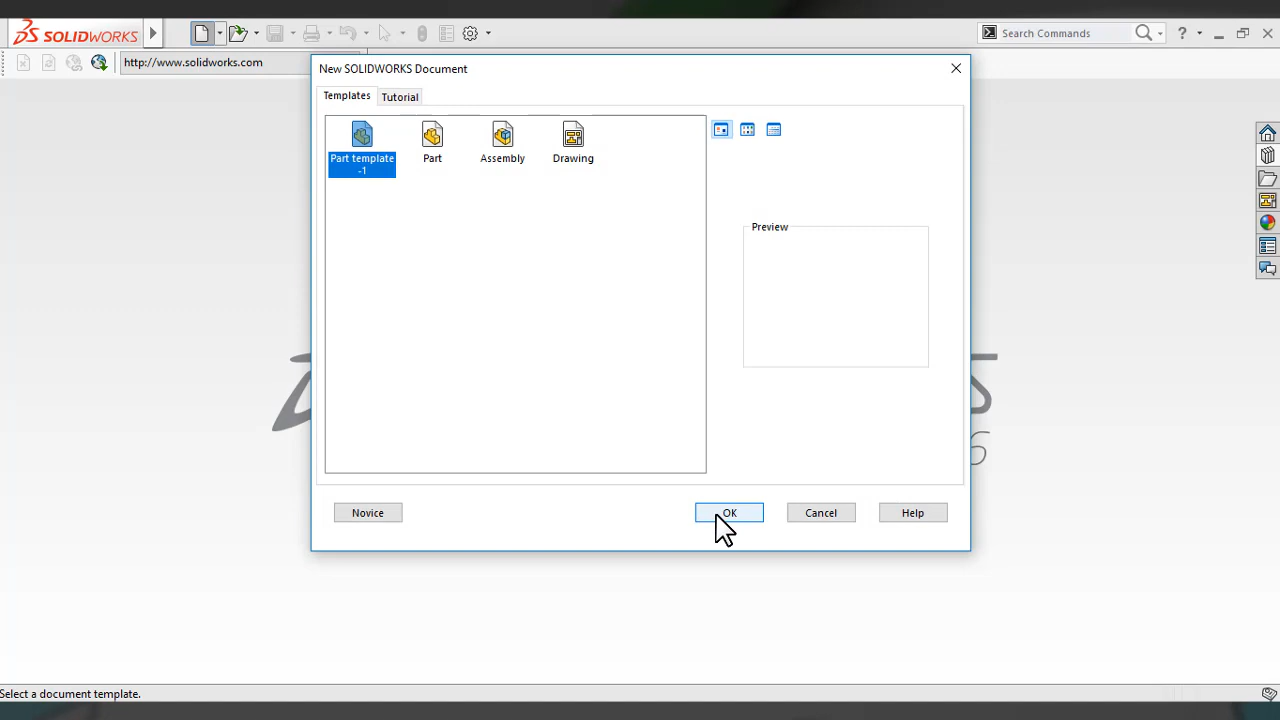 SOLIDWORKS
Search Commands
?
http://www.solidworks.com
New SOLIDWORKS Document
Templates
Tutorial
Part template
-1
Part
Assembly
Drawing
Preview
Novice
OK
Cancel
Help
Select a document template.